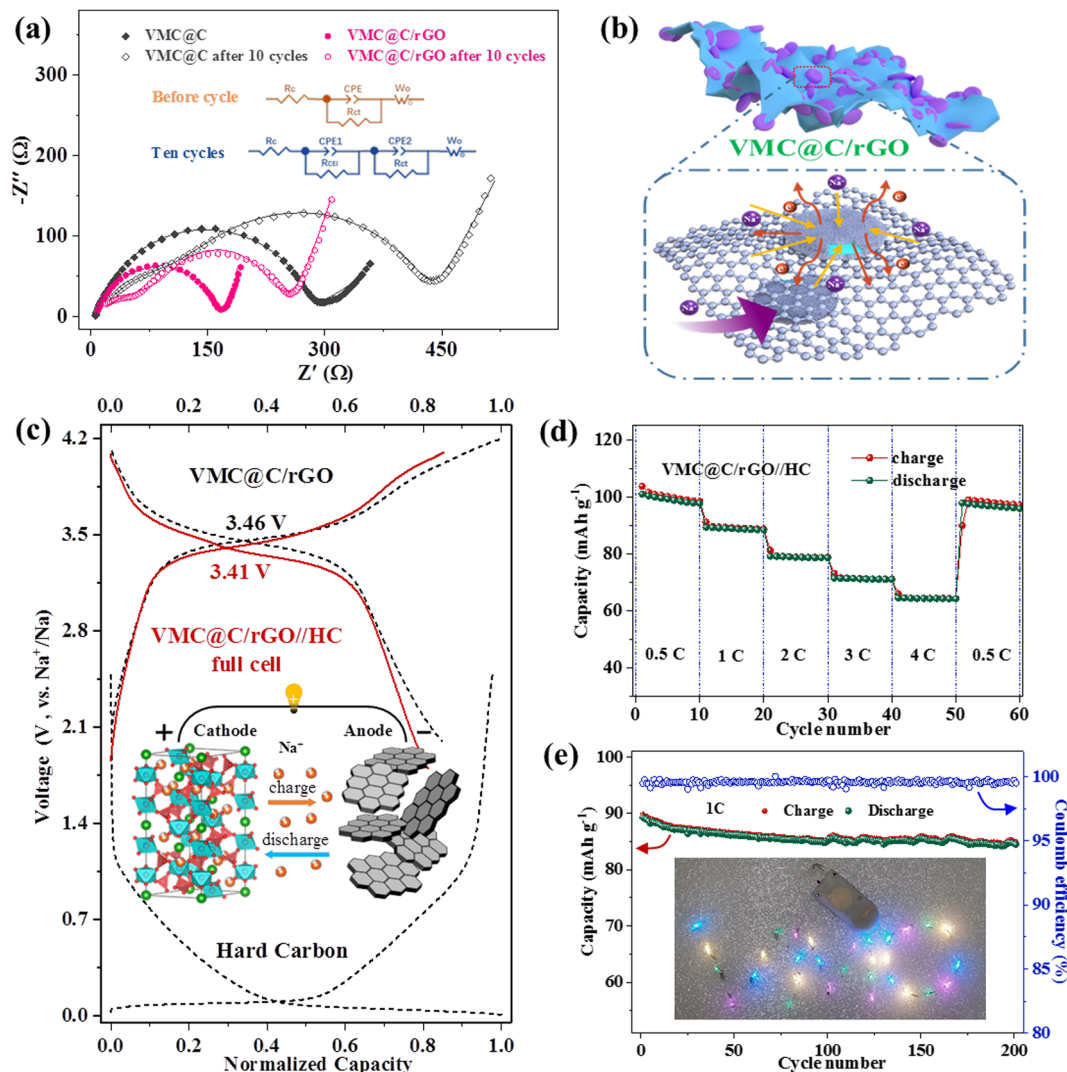 (a)
VMC@C
VMC@C/rGO
VMC@C after 10 cycles
VMC@C/rGO after 10 cycles
Before cycle
Rc
CPE
Wo
Rct
Ten cycles
Rc
CPE1
CPE2
Wo
RCEI
Rct
300
200
100
0
-Z′′ (Ω)
0
150
300
450
Z′ (Ω)
(b)
VMC@C/rGO
Na⁺
Na⁺
Na⁺
Na⁺
Na⁺
(c)
0.0
0.2
0.4
0.6
0.8
1.0
4.2
3.5
2.8
2.1
1.4
0.7
0.0
Voltage (V , vs. Na⁺/Na)
VMC@C/rGO
3.46 V
3.41 V
VMC@C/rGO//HC
full cell
+
Cathode
Anode
−
Na⁺
charge
discharge
Hard Carbon
0.0
0.2
0.4
0.6
0.8
1.0
Normalized Capacity
(d)
120
100
80
60
40
Capacity (mAh g⁻¹)
VMC@C/rGO//HC
charge
discharge
0.5 C
1 C
2 C
3 C
4 C
0.5 C
0
10
20
30
40
50
60
Cycle number
(e)
100
90
80
70
60
Capacity (mAh g⁻¹)
1C
Charge
Discharge
100
95
90
85
80
Coulomb efficiency (%)
0
50
100
150
200
Cycle number